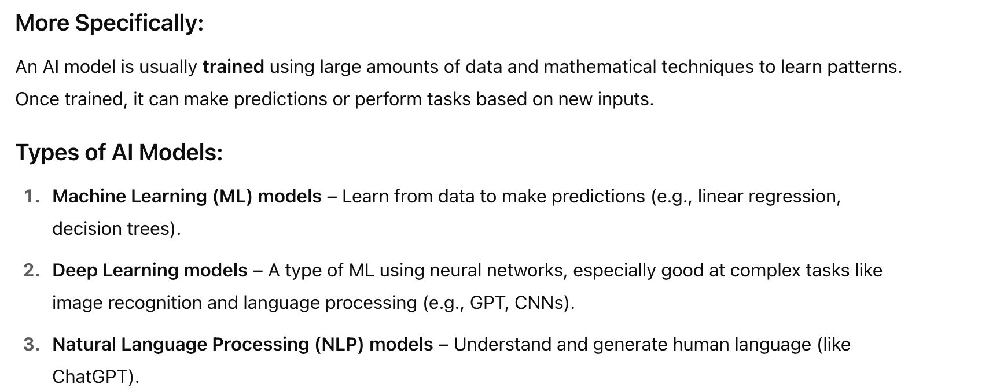 More Specifically:
An AI model is usually trained using large amounts of data and mathematical techniques to learn patterns.
Once trained, it can make predictions or perform tasks based on new inputs.
Types of AI Models:
1. Machine Learning (ML) models – Learn from data to make predictions (e.g., linear regression,
decision trees).
2. Deep Learning models – A type of ML using neural networks, especially good at complex tasks like
image recognition and language processing (e.g., GPT, CNNs).
3. Natural Language Processing (NLP) models – Understand and generate human language (like
ChatGPT).